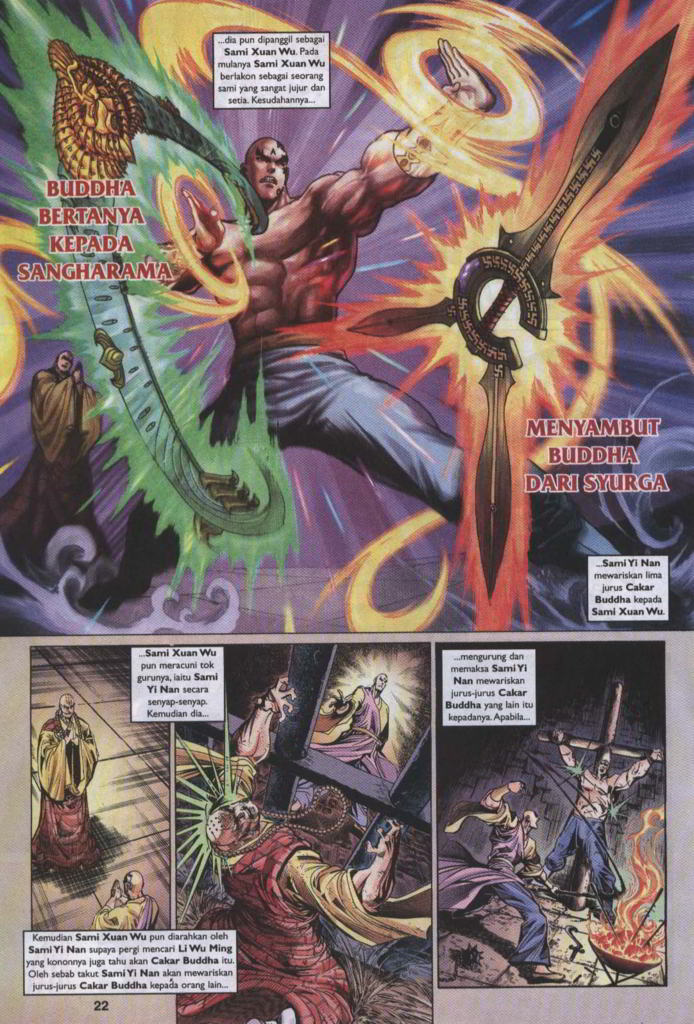 ...dia pun dipanggil sebagai
Sami Xuan Wu. Pada
mulanya Sami Xuan Wu
berlakon sebagai seorang
sami yang sangat jujur dan
setia. Kesudahannya...
BUDDHA
BERTANYA
KEPADA
SANGHARAMA
MENYAMBUT
BUDDHA
DARI SYURGA
...Sami Yi Nan
mewariskan lima
jurus Cakar
Buddha kepada
Sami Xuan Wu.
Kemudian Sami Xuan Wu pun diarahkan oleh
Sami Yi Nan supaya pergi mencari Li Wu Ming
yang kononnya juga tahu akan Cakar Buddha itu.
Oleh sebab takut Sami Yi Nan akan mewariskan
jurus-jurus Cakar Buddha kepada orang lain...
...Sami Xuan Wu
pun meracuni tok
gurunya, iaitu Sami
Yi Nan secara
senyap-senyap.
Kemudian dia...
...mengurung dan
memaksa Sami Yi
Nan mewariskan
jurus-jurus Cakar
Buddha yang lain itu
kepadanya. Apabila...
22